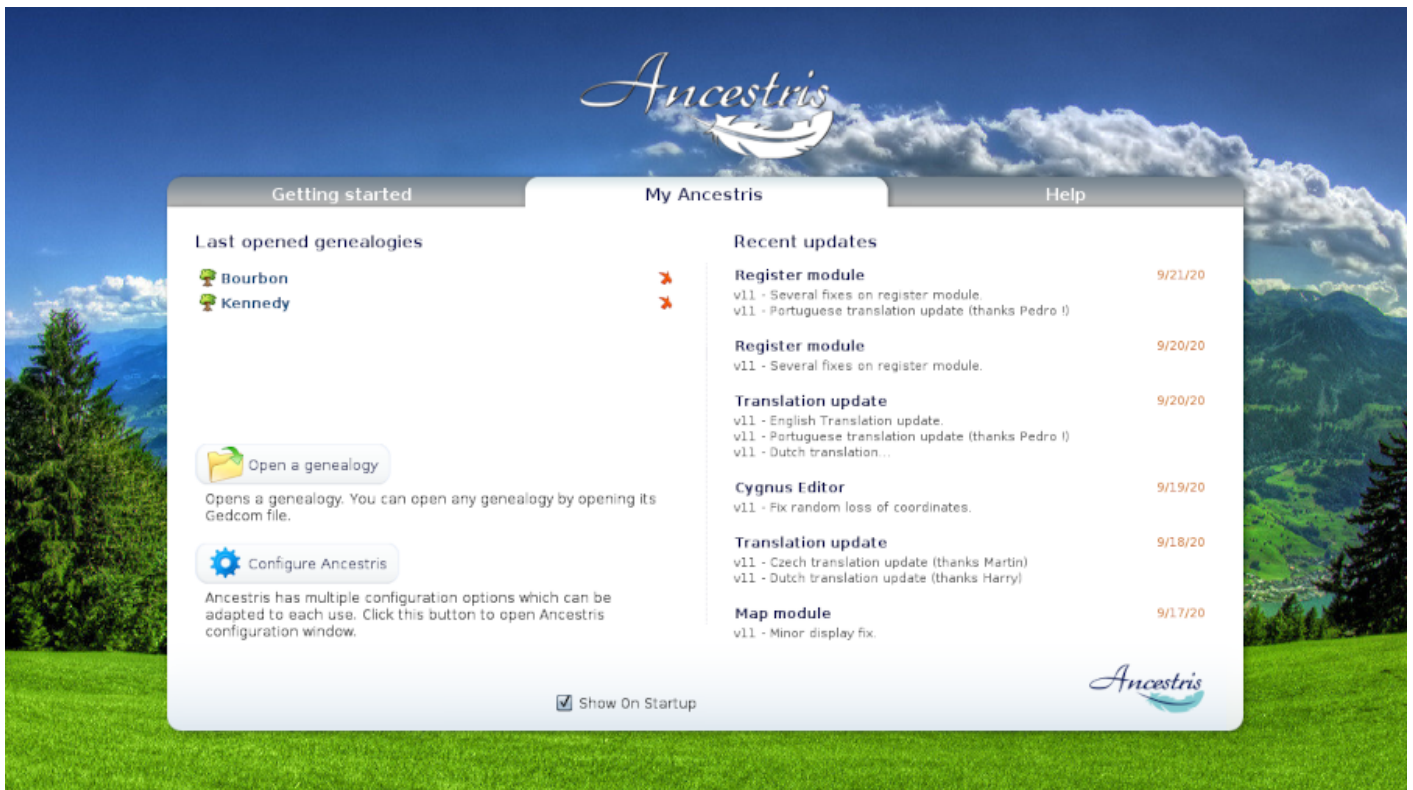 Ancestris
Getting started
My Ancestris
Help
Last opened genealogies
Bourbon
Kennedy
Open a genealogy
Opens a genealogy. You can open any genealogy by opening its
Gedcom file.
Configure Ancestris
Ancestris has multiple configuration options which can be
adapted to each use. Click this button to open Ancestris
configuration window.
Recent updates
Register module 9/21/20
v11 - Several fixes on register module.
v11 - Portuguese translation update (thanks Pedro !)
Register module 9/20/20
v11 - Several fixes on register module.
Translation update 9/20/20
v11 - English Translation update.
v11 - Portuguese translation update (thanks Pedro !)
v11 - Dutch translation...
Cygnus Editor 9/19/20
v11 - Fix random loss of coordinates.
Translation update 9/18/20
v11 - Czech translation update (thanks Martin)
v11 - Dutch translation update (thanks Harry)
Map module 9/17/20
v11 - Minor display fix.
Ancestris
Show On Startup